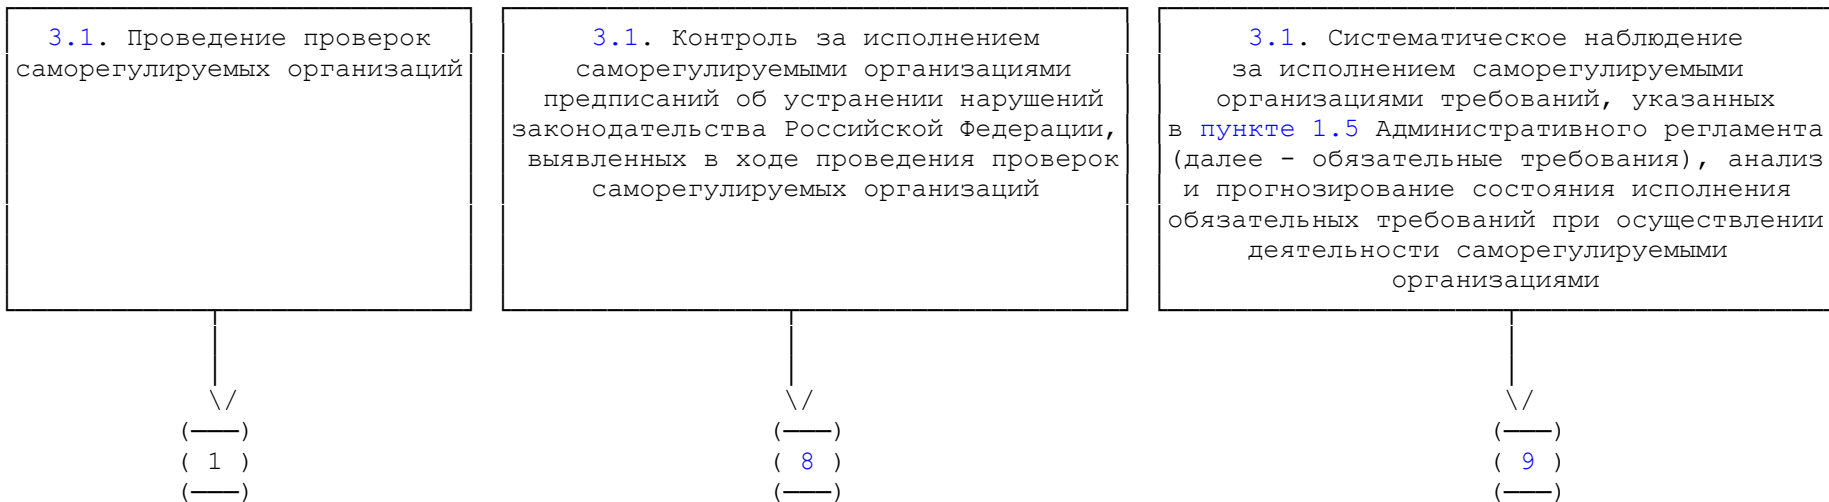 3.1. Проведение проверок
саморегулируемых организаций
3.1. Контроль за исполнением
саморегулируемыми организациями
предписаний об устранении нарушений
законодательства Российской Федерации,
выявленных в ходе проведения проверок
саморегулируемых организаций
3.1. Систематическое наблюдение
за исполнением саморегулируемыми
организациями требований, указанных
в пункте 1.5 Административного регламента
(далее - обязательные требования), анализ
и прогнозирование состояния исполнения
обязательных требований при осуществлении
деятельности саморегулируемыми
организациями
( 1 )
( 8 )
( 9 )